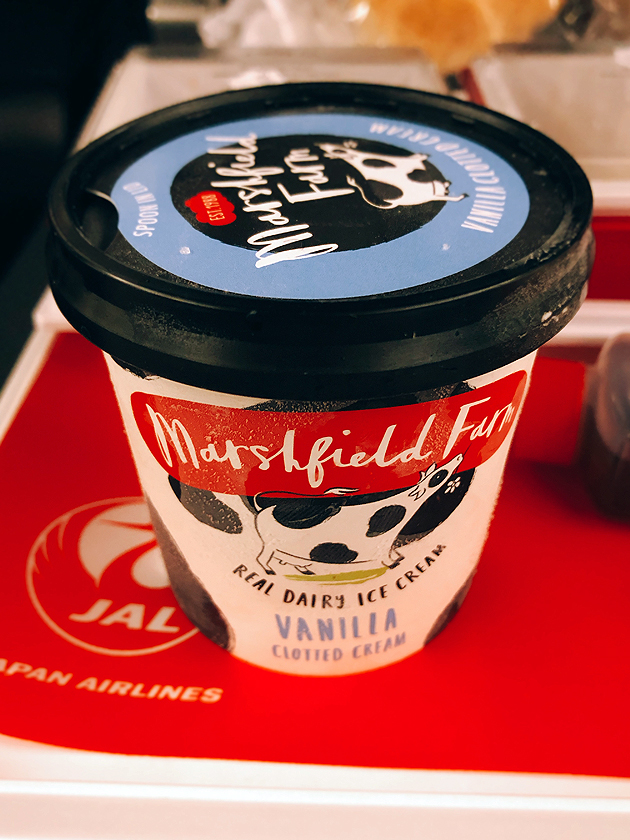 Marshfield
Farm
EST. 1988
SPOON IN LID
VANILLA CLOTTED CREAM
Marshfield Farm
REAL DAIRY ICE CREAM
VANILLA
CLOTTED CREAM
JAL
APAN AIRLINES